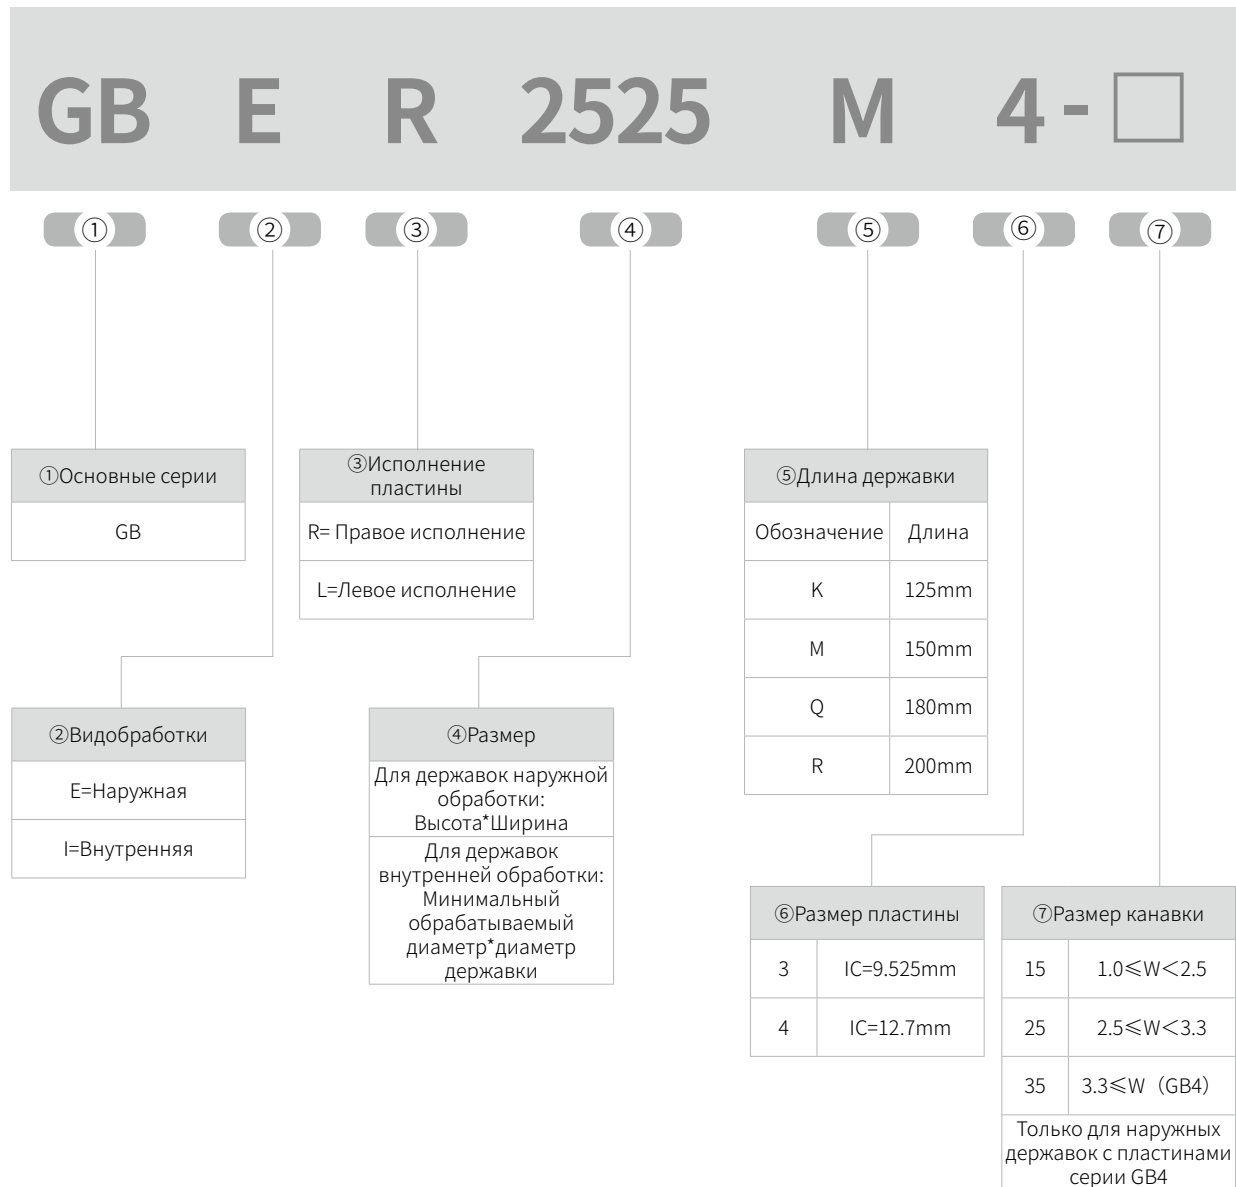 GB E R 2525 M 4-□
① ② ③ ④ ⑤ ⑥ ⑦
①Основные серии
GB
③Исполнение
пластины
R= Правое исполнение
L=Левое исполнение
⑤Длина державки
Обозначение Длина
K 125mm
M 150mm
Q 180mm
R 200mm
②Видобработки
E=Наружная
I=Внутренняя
④Размер
Для державок наружной
обработки:
Высота*Ширина
Для державок
внутренней обработки:
Минимальный
обрабатываемый
диаметр*диаметр
державки
⑥Размер пластины
3 IC=9.525mm
4 IC=12.7mm
⑦Размер канавки
15 1.0≤W<2.5
25 2.5≤W<3.3
35 3.3≤W（GB4）
Только для наружных
державок с пластинами
серии GB4